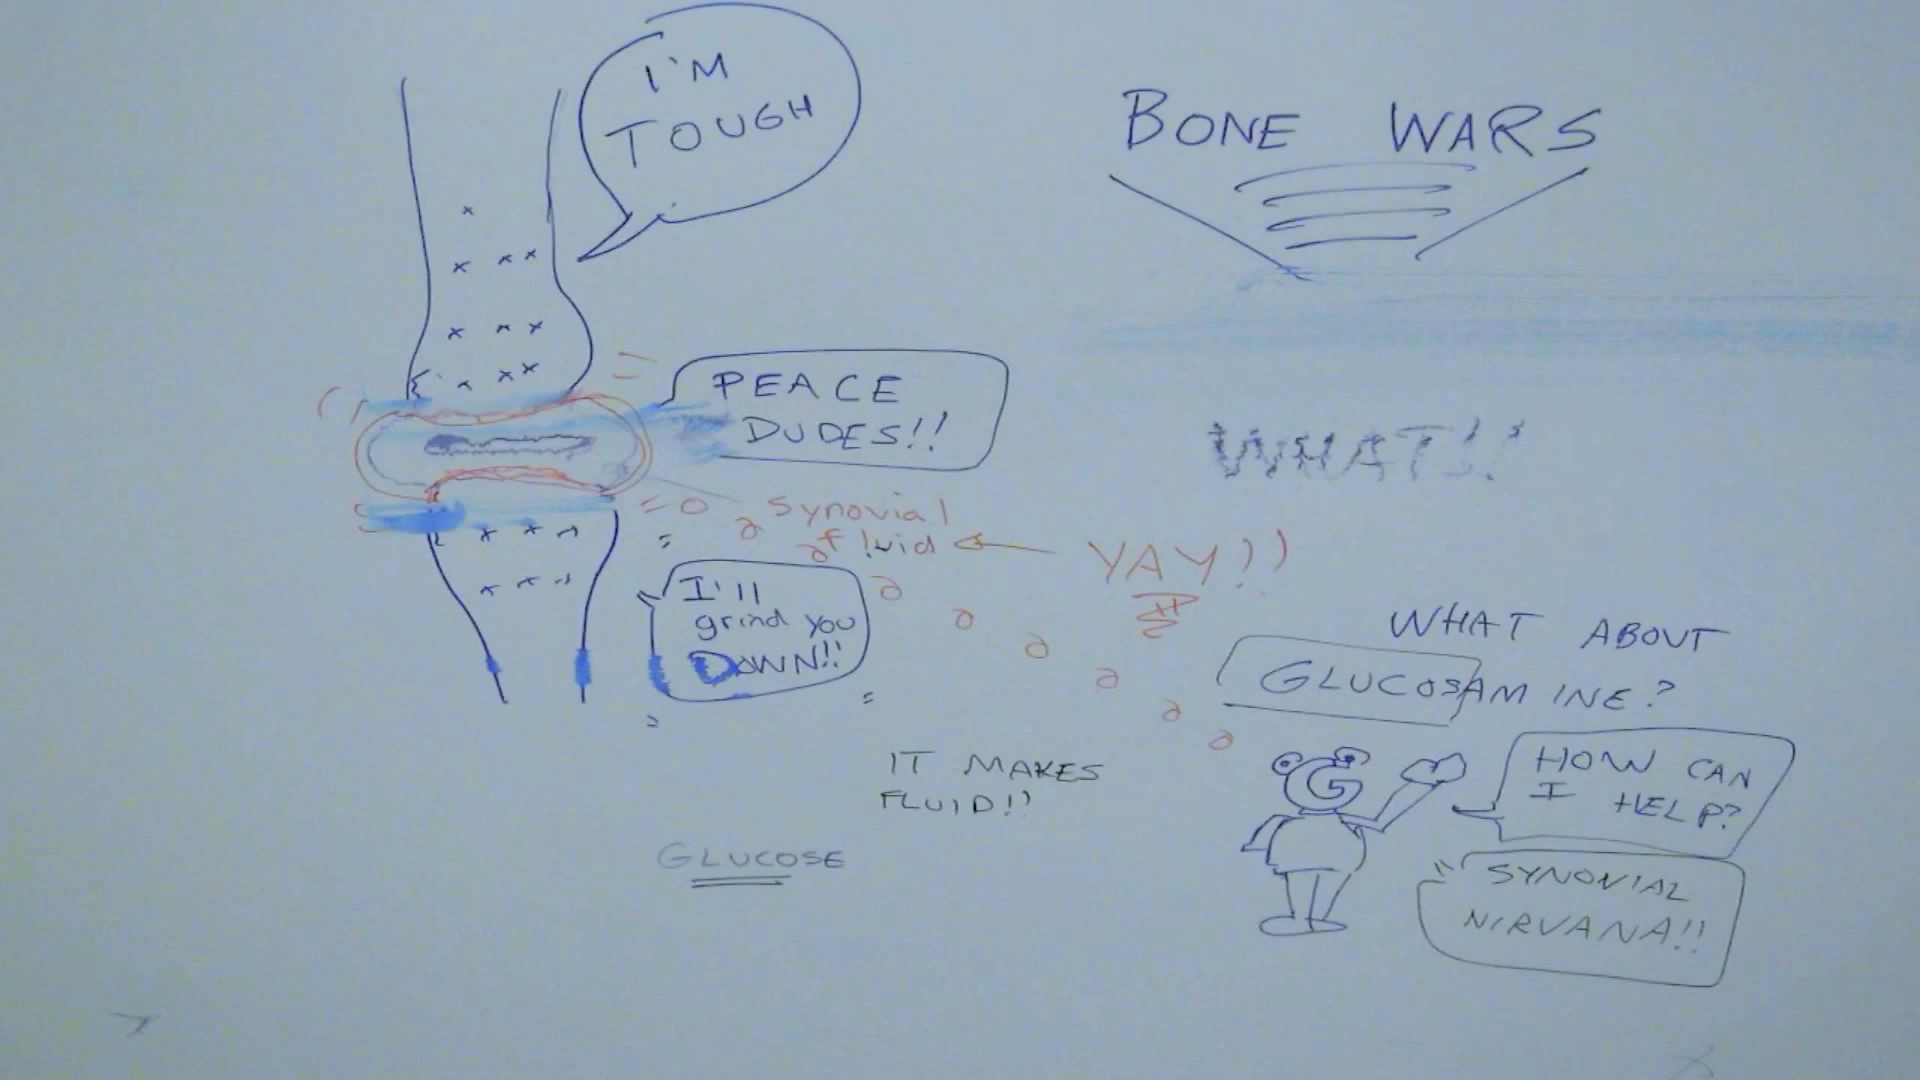 I'M
TOUGH
BONE WARS
PEACE
DUDES!!
WHAT!!
synovial
fluid
YAY!!
I'll
grind you
DOWN!!
WHAT ABOUT
GLUCOSAMINE?
IT MAKES
FLUID!!
HOW CAN
I HELP?
G
GLUCOSE
SYNOVIAL
NIRVANA!!